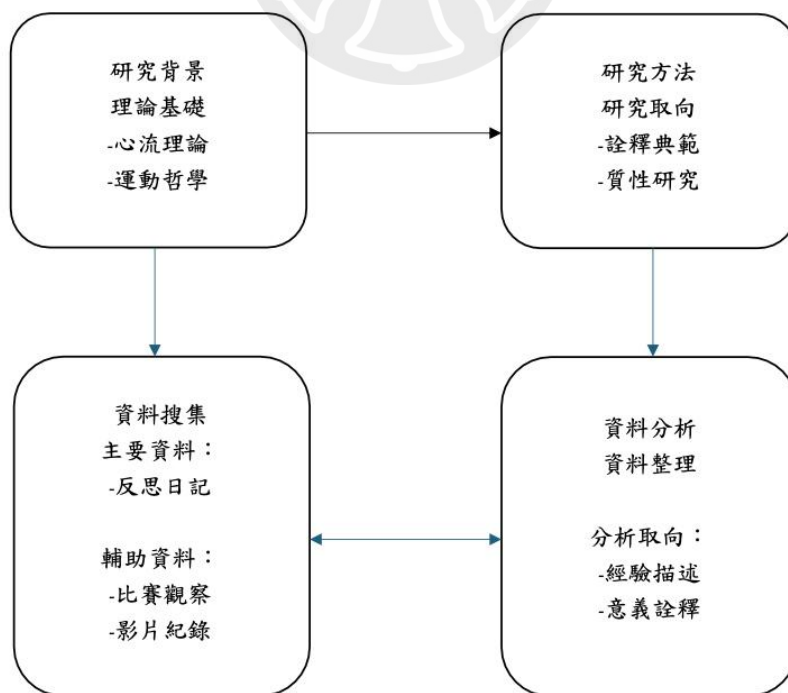 研究背景
理論基礎
-心流理論
-運動哲學
研究方法
研究取向
-詮釋典範
-質性研究
資料搜集
主要資料：
-反思日記
輔助資料：
-比賽觀察
-影片紀錄
資料分析
資料整理
分析取向：
-經驗描述
-意義詮釋